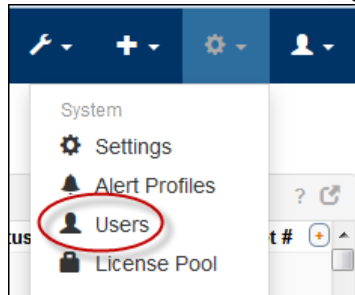 System
Settings
Alert Profiles
? 
Users
tus
t #
License Pool